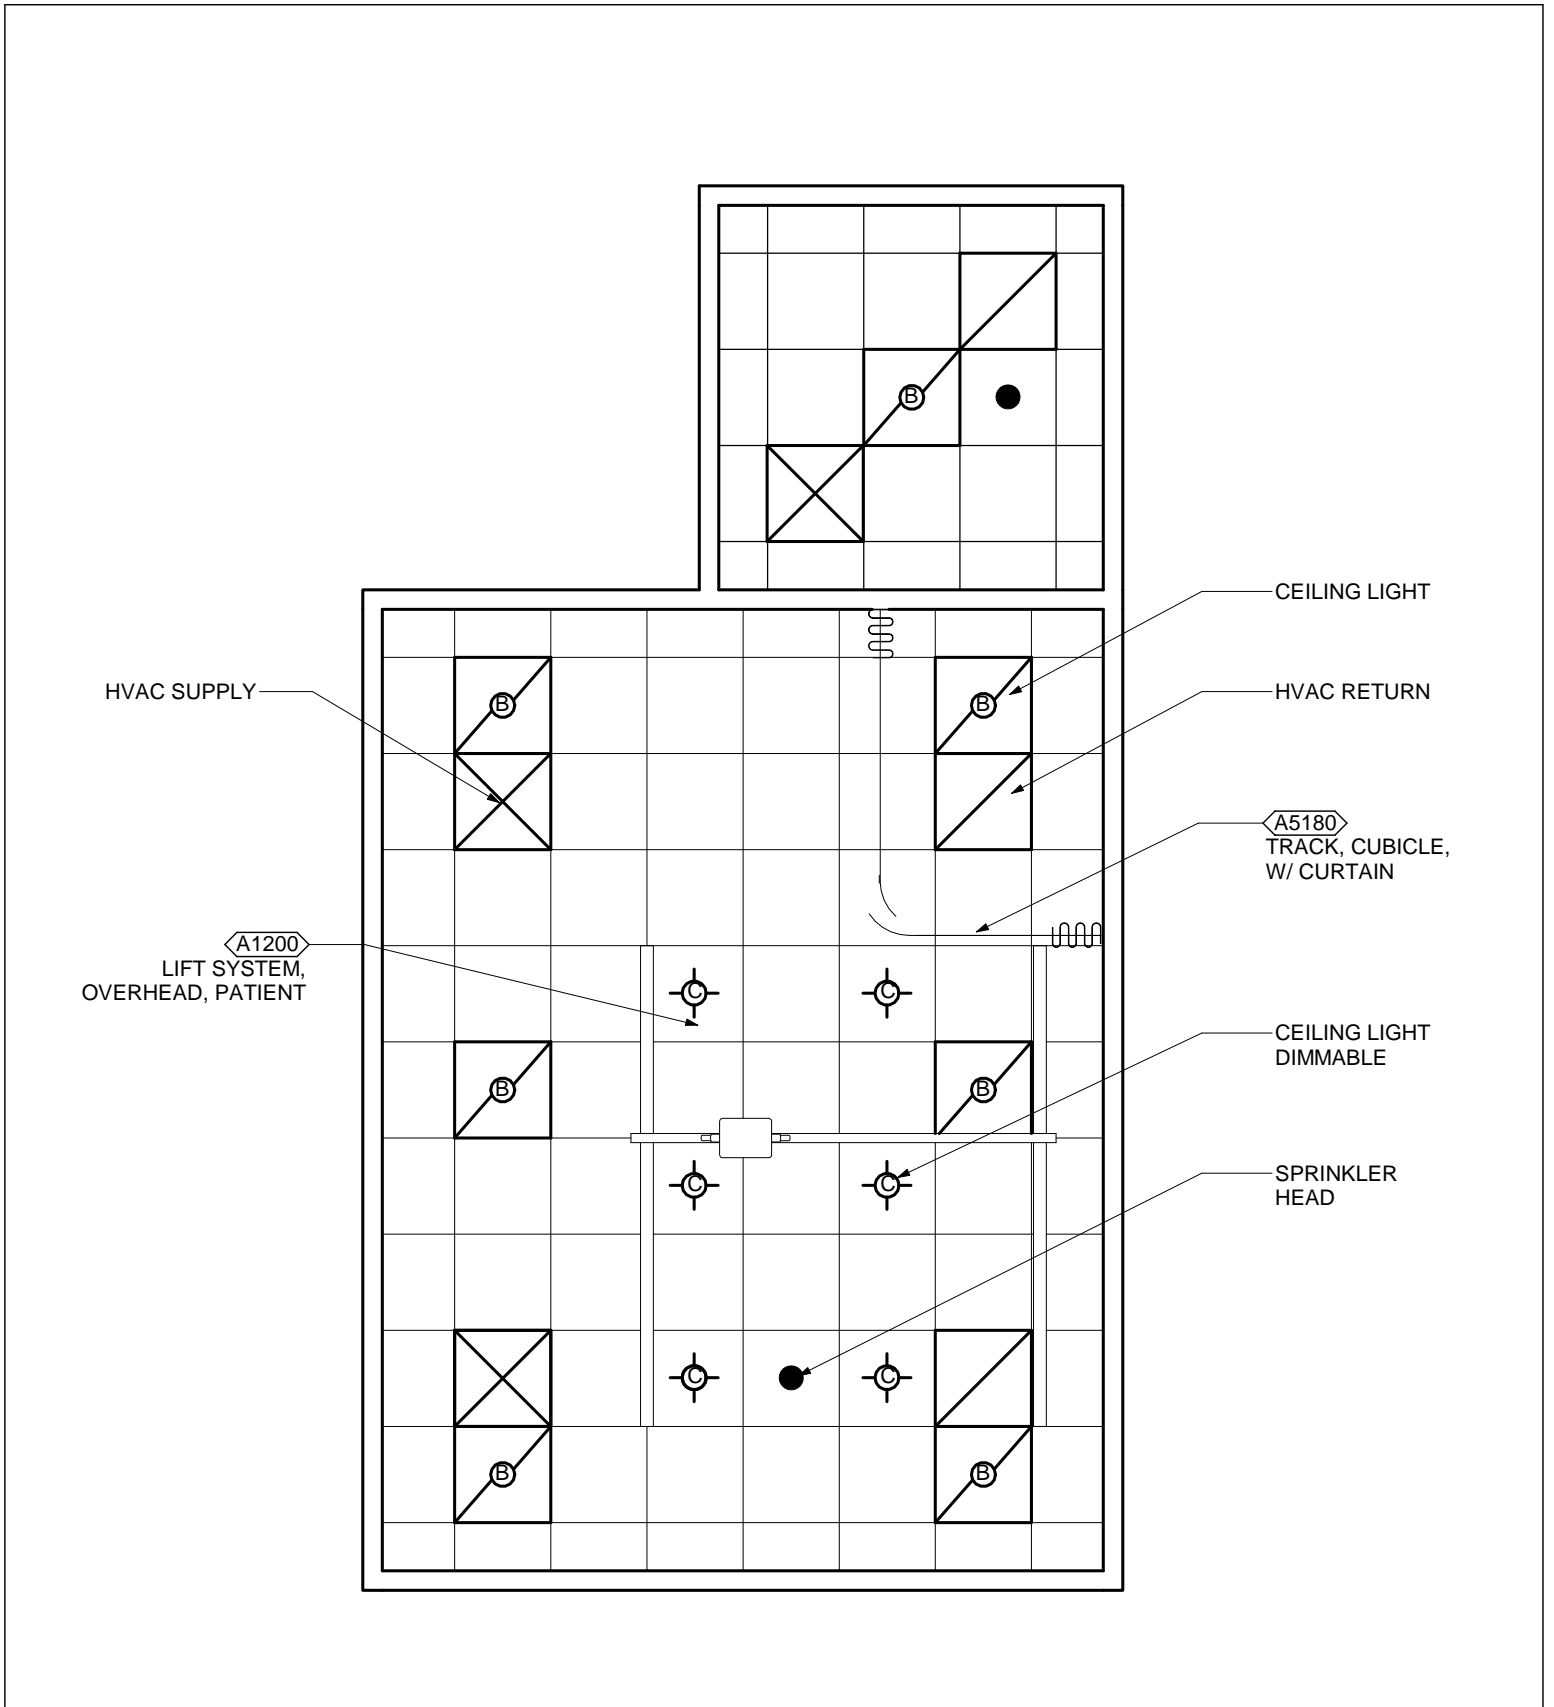 B
CEILING LIGHT
HVAC SUPPLY
B
B
HVAC RETURN
A5180
TRACK, CUBICLE,
W/ CURTAIN
A1200
LIFT SYSTEM,
OVERHEAD, PATIENT
C
C
CEILING LIGHT
DIMMABLE
B
B
C
C
SPRINKLER
HEAD
C
C
B
B